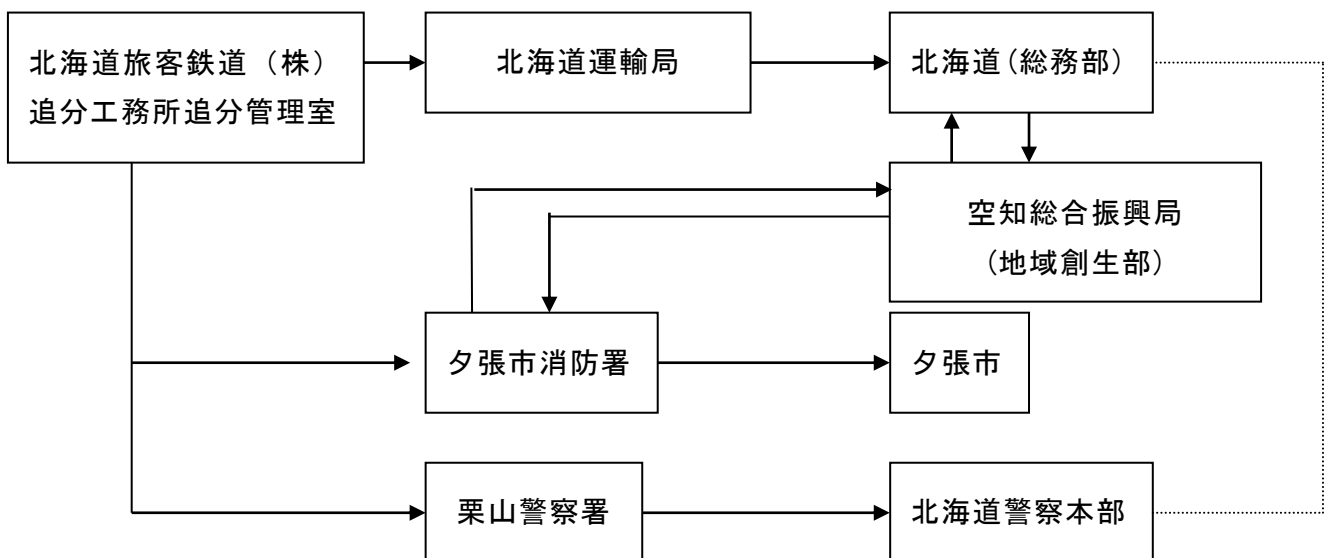 北海道旅客鉄道（株）
追分工務所追分管理室
北海道運輸局
北海道(総務部)
空知総合振興局
(地域創生部)
夕張市消防署
夕張市
栗山警察署
北海道警察本部